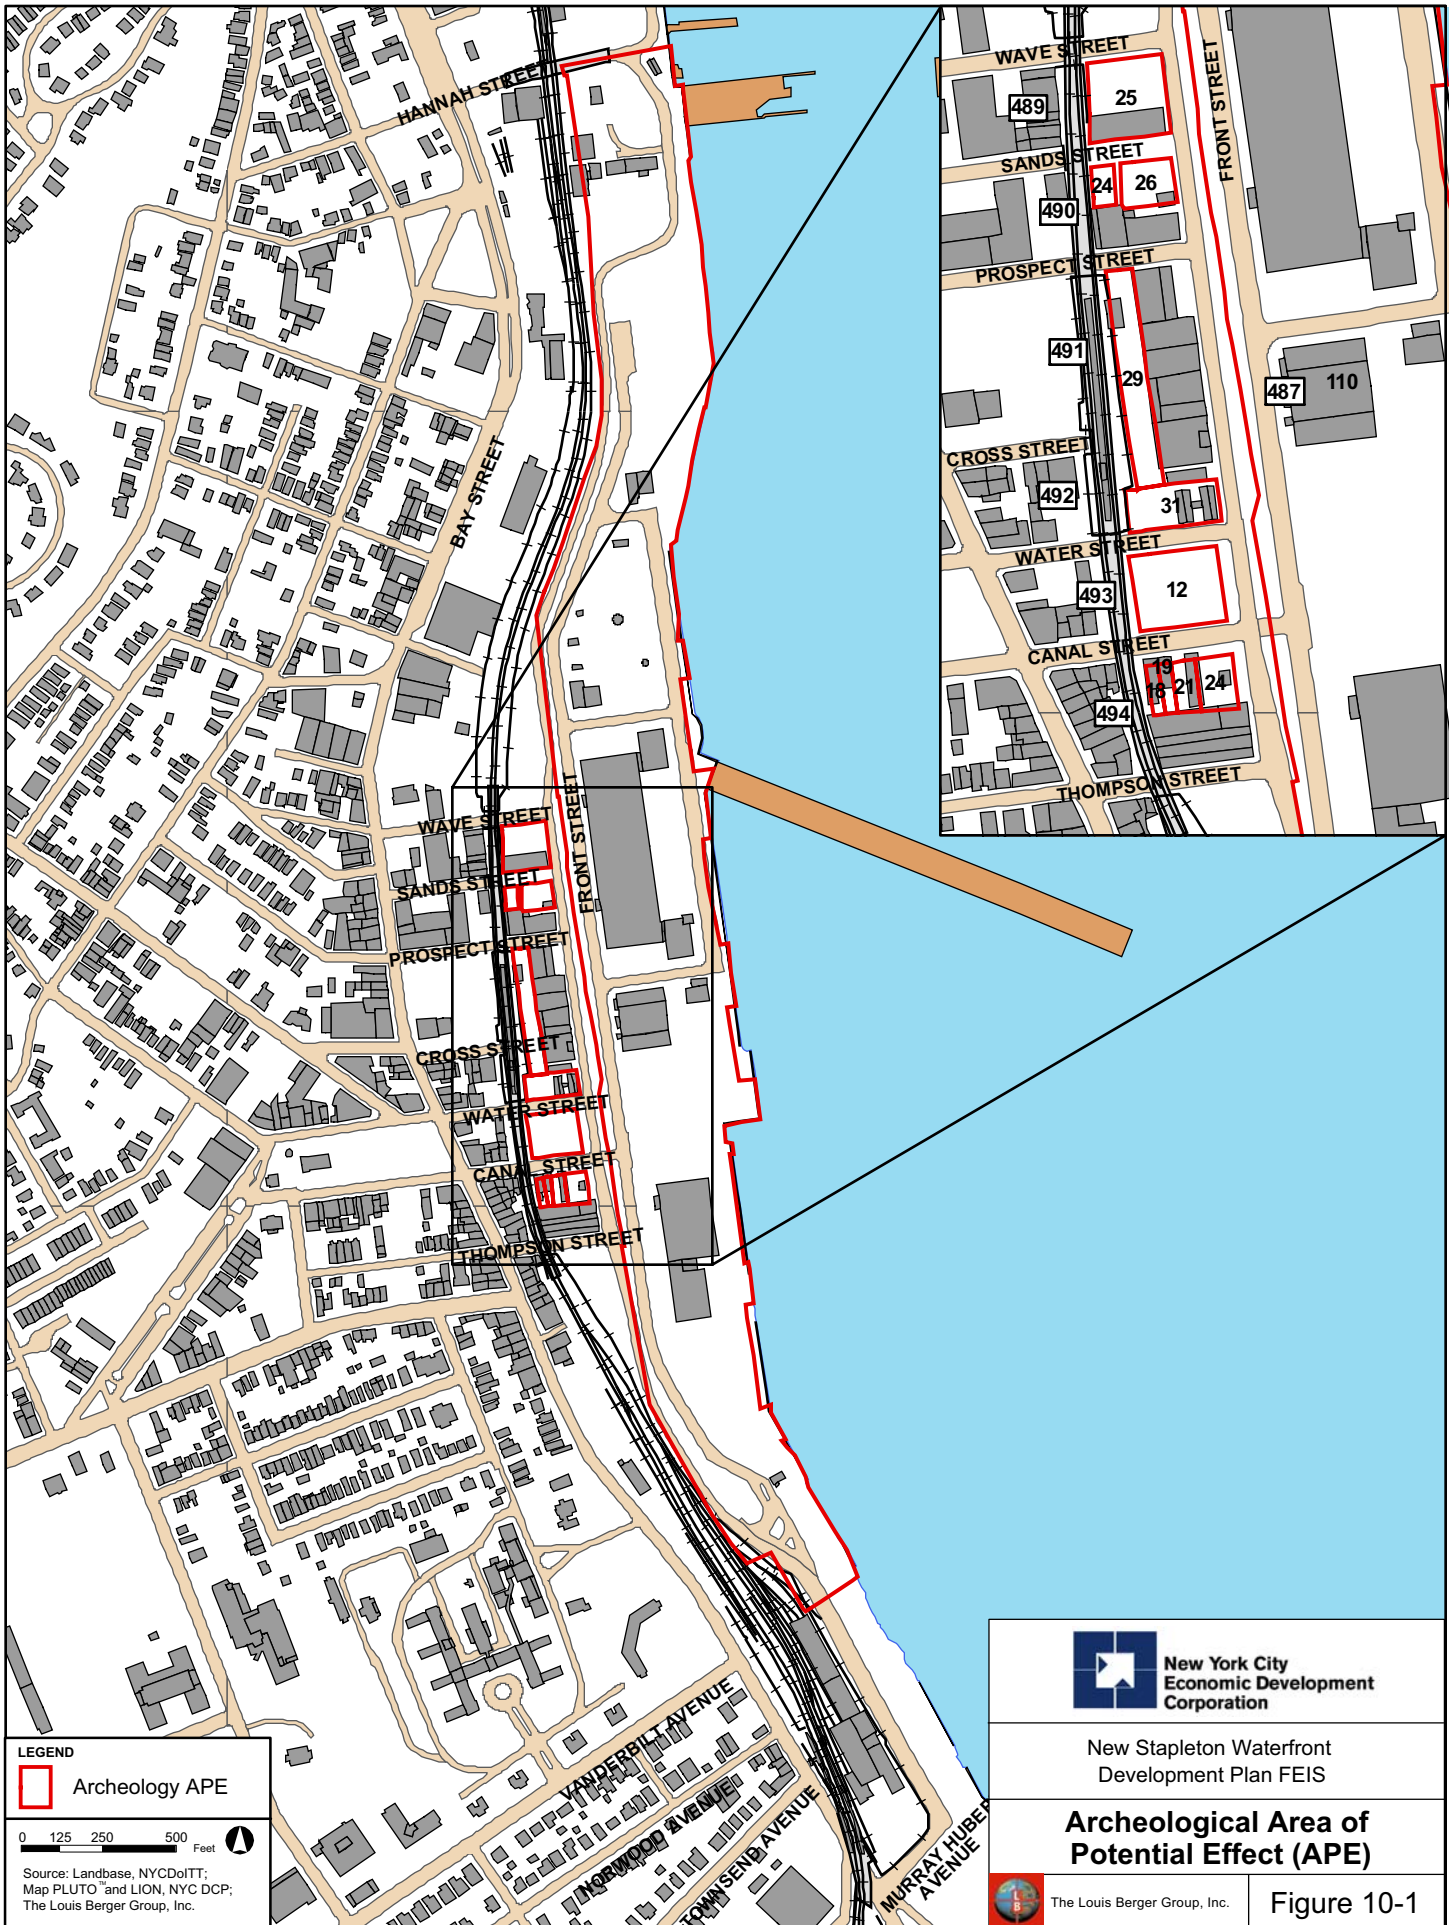 HANNAH STREET
BAY STREET
WAVE STREET
SANDS STREET
FRONT STREET
PROSPECT STREET
CROSS STREET
WATER STREET
CANAL STREET
THOMPSON STREET
VANDERBILT AVENUE
NORWOOD AVENUE
TOWNSEND AVENUE
MURRAY HUBER
AVENUE
WAVE STREET
489
25
FRONT STREET
SANDS STREET
24
26
490
PROSPECT STREET
491
29
487
110
CROSS STREET
492
31
WATER STREET
493
12
CANAL STREET
19
18
21
24
494
THOMPSON STREET
LEGEND
Archeology APE
0 125 250 500 Feet
Source: Landbase, NYCDoITT;
Map PLUTO™ and LION, NYC DCP;
The Louis Berger Group, Inc.
New York City
Economic Development
Corporation
New Stapleton Waterfront
Development Plan FEIS
Archeological Area of
Potential Effect (APE)
L
B
The Louis Berger Group, Inc.
Figure 10-1